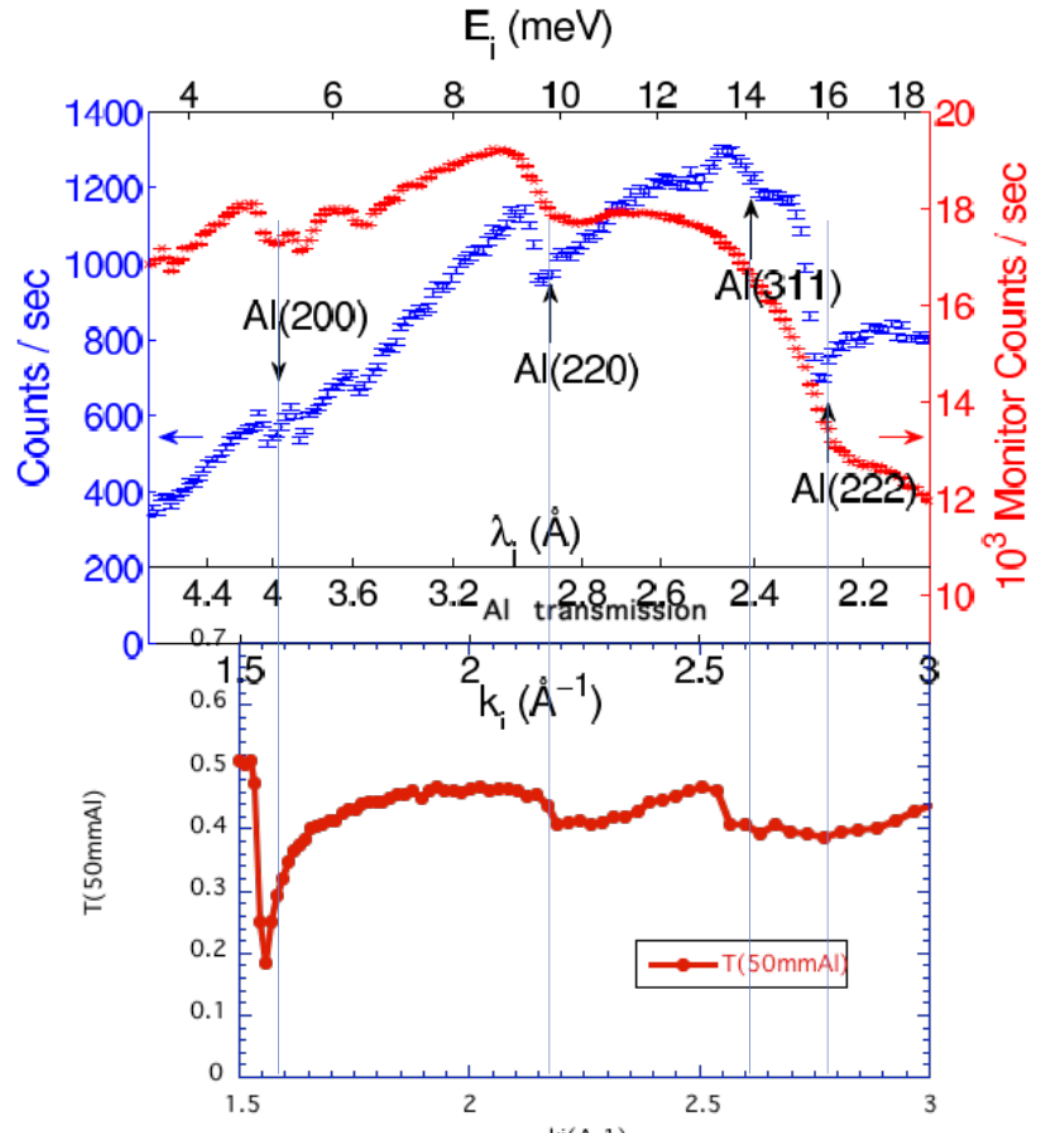 E_i (meV)
4 6 8 10 12 14 16 18
1400
1200
1000
800
600
400
200
0
Counts / sec
20
18
16
14
12
10
10³ Monitor Counts / sec
Al(200)
Al(220)
Al(311)
Al(222)
λ_i (Å)
4.4 4 3.6 3.2 2.8 2.6 2.4 2.2
Al transmission
1.5 2 2.5 3
k_i (Å⁻¹)
0.7
0.6
0.5
0.4
0.3
0.2
0.1
0
T(50mmAl)
T(50mmAl)
1.5 2 2.5 3